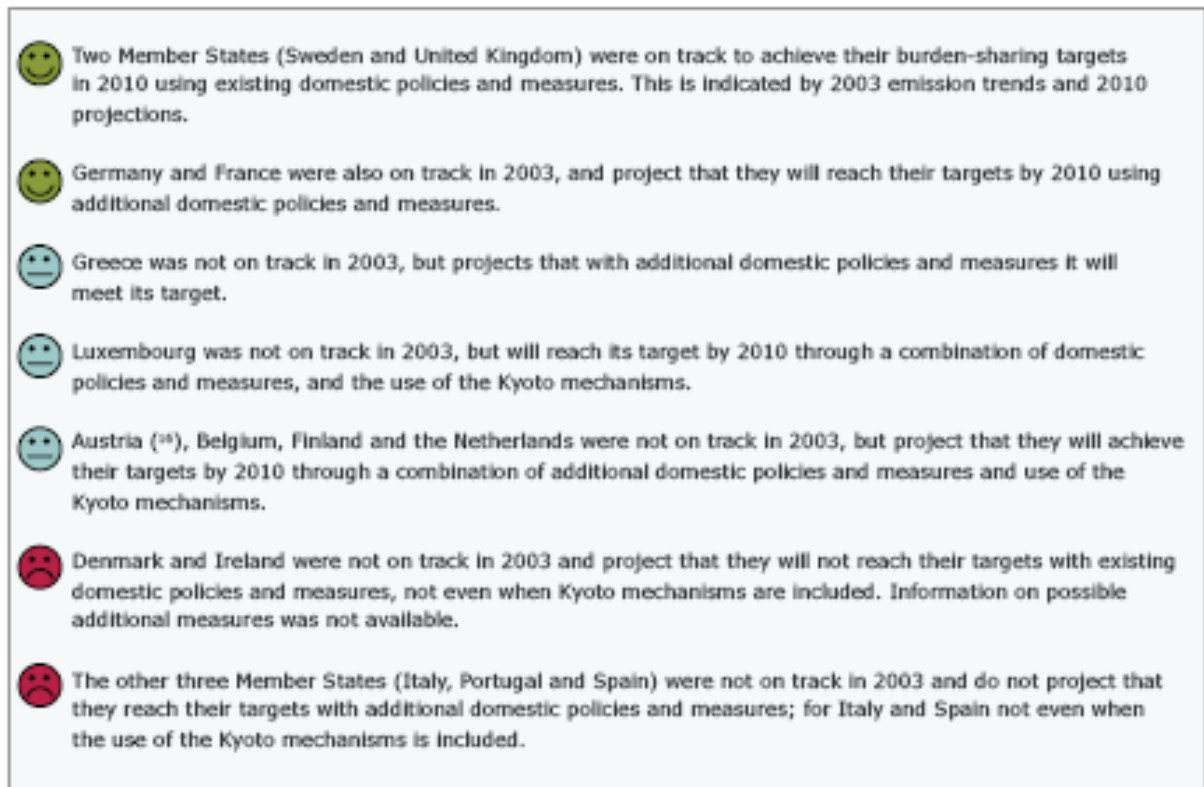 Two Member States (Sweden and United Kingdom) were on track to achieve their burden-sharing targets
in 2010 using existing domestic policies and measures. This is indicated by 2003 emission trends and 2010
projections.
Germany and France were also on track in 2003, and project that they will reach their targets by 2010 using
additional domestic policies and measures.
Greece was not on track in 2003, but projects that with additional domestic policies and measures it will
meet its target.
Luxembourg was not on track in 2003, but will reach its target by 2010 through a combination of domestic
policies and measures, and the use of the Kyoto mechanisms.
Austria (¹⁶), Belgium, Finland and the Netherlands were not on track in 2003, but project that they will achieve
their targets by 2010 through a combination of additional domestic policies and measures and use of the
Kyoto mechanisms.
Denmark and Ireland were not on track in 2003 and project that they will not reach their targets with existing
domestic policies and measures, not even when Kyoto mechanisms are included. Information on possible
additional measures was not available.
The other three Member States (Italy, Portugal and Spain) were not on track in 2003 and do not project that
they reach their targets with additional domestic policies and measures; for Italy and Spain not even when
the use of the Kyoto mechanisms is included.